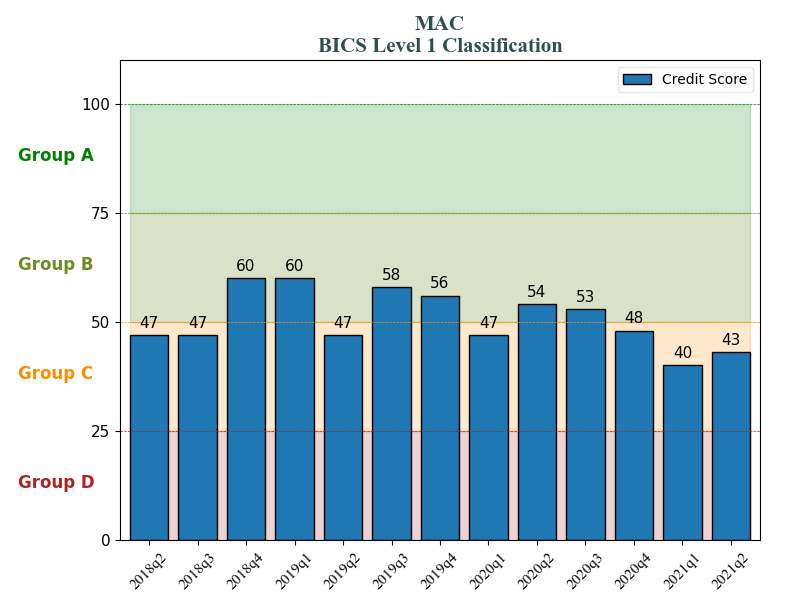 MAC
BICS Level 1 Classification
Credit Score
100
Group A
75
Group B
60 60
58
56
54
53
50
47 47 47 47
48
43
40
Group C
25
Group D
0
2018q2 2018q3 2018q4 2019q1 2019q2 2019q3 2019q4 2020q1 2020q2 2020q3 2020q4 2021q1 2021q2